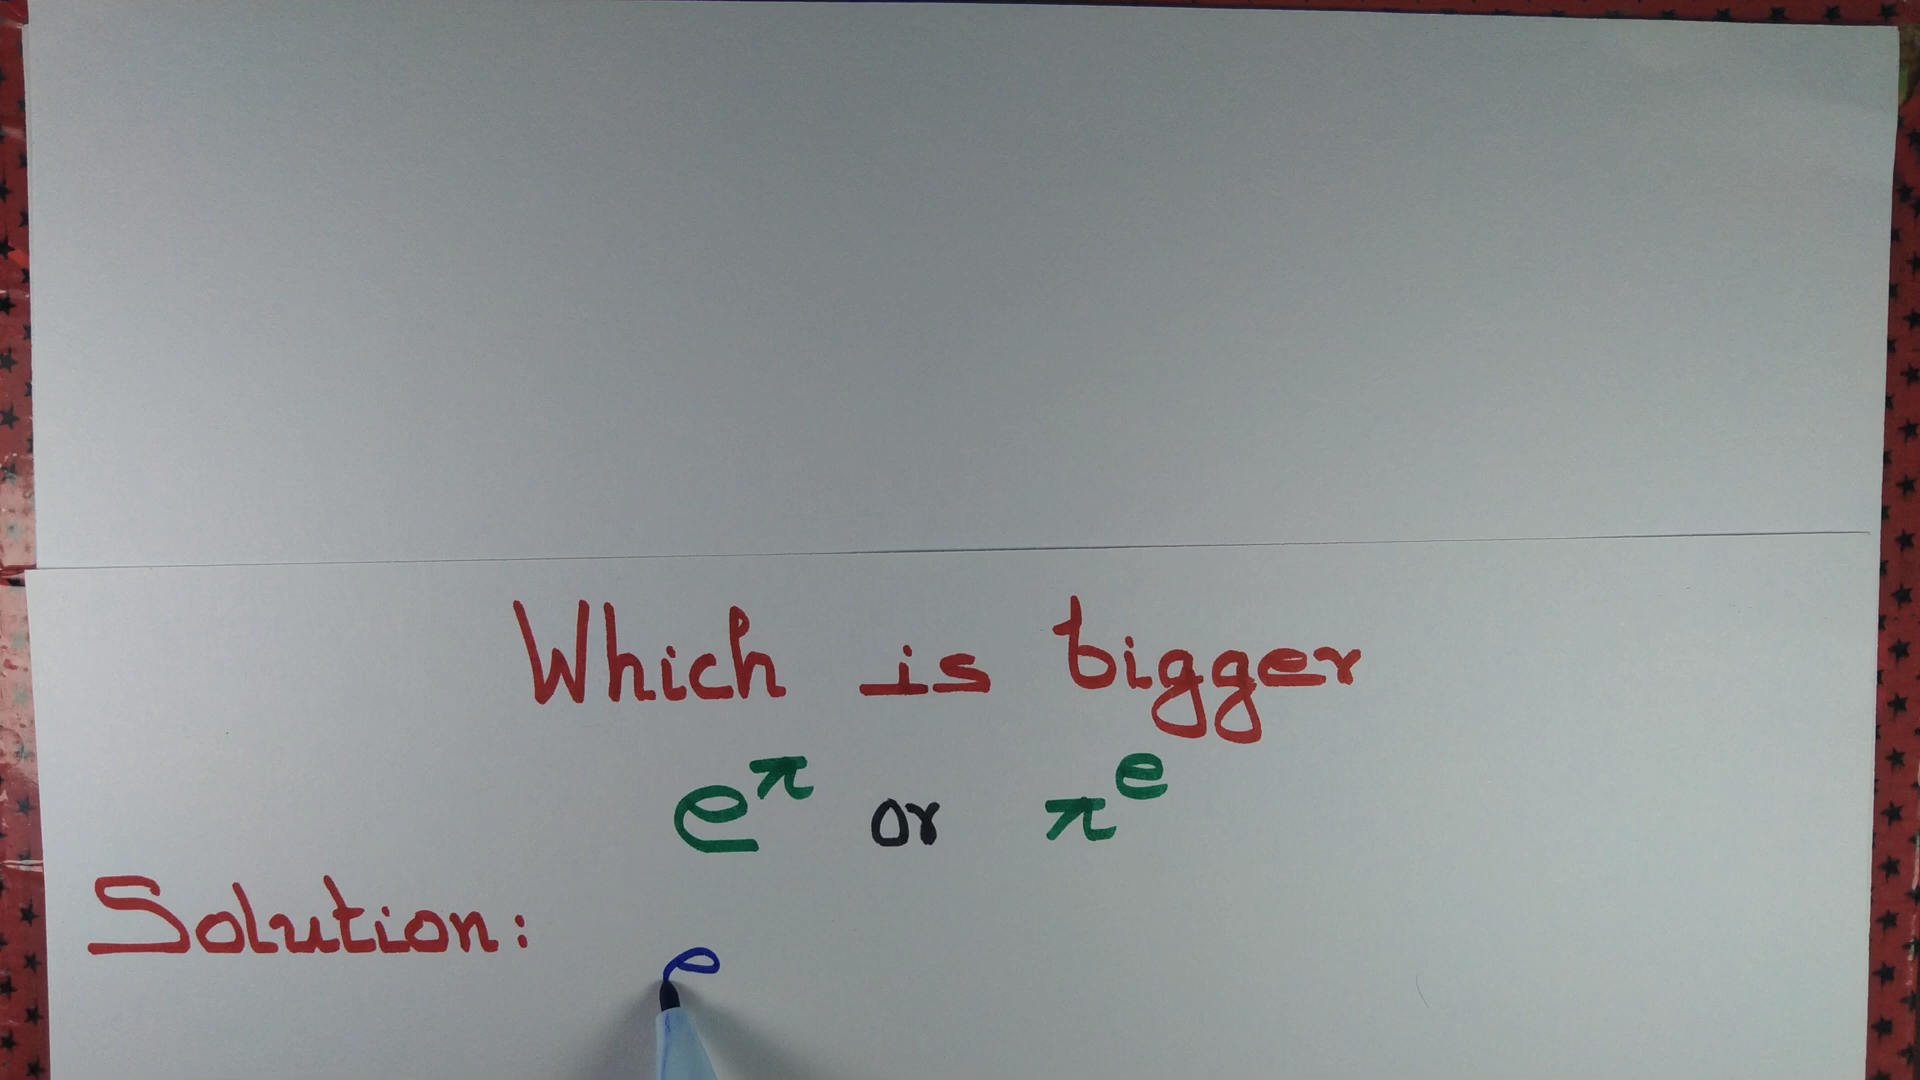 Which is bigger
e^π or π^e
Solution:
e